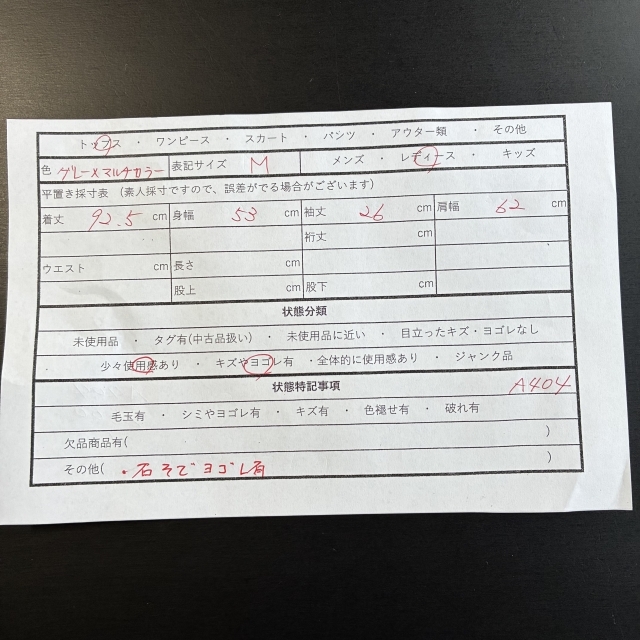 トップス ・ ワンピース ・ スカート ・ パンツ ・ アウター類 ・ その他
色 グレー×マルチカラー 表記サイズ M メンズ ・ レディース ・ キッズ
平置き採寸表 (素人採寸ですので、誤差がでる場合がございます)
着丈 92.5 cm 身幅 53 cm 袖丈 26 cm 肩幅 62 cm
裄丈 cm
ウエスト cm 長さ cm
股上 cm 股下 cm
状態分類
未使用品 ・ タグ有(中古品扱い) ・ 未使用品に近い ・ 目立ったキズ・ヨゴレなし
少々使用感あり ・ キズやヨゴレ有 ・全体的に使用感あり ・ ジャンク品
状態特記事項 A404
毛玉有 ・ シミやヨゴレ有 ・ キズ有 ・ 色褪せ有 ・ 破れ有
欠品商品有( )
その他( ・右そでヨゴレ有 )